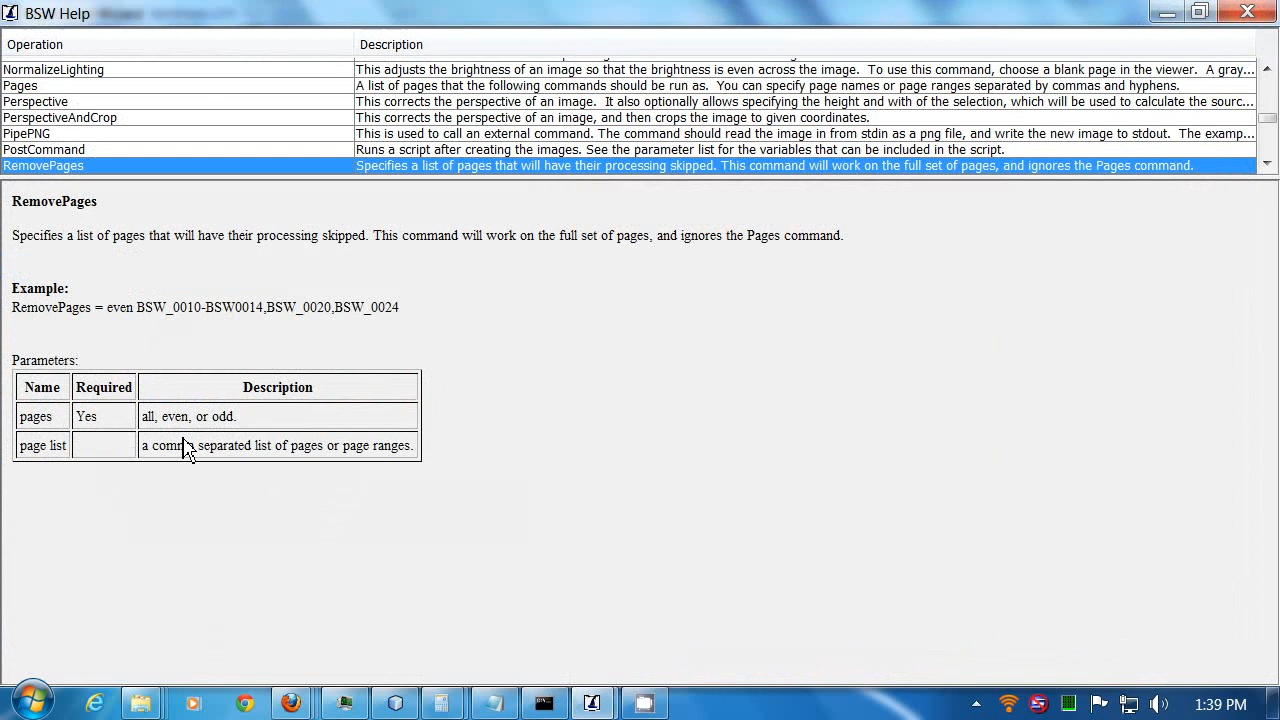 BSW Help
Operation Description
NormalizeLighting This adjusts the brightness of an image so that the brightness is even across the image. To use this command, choose a blank page in the viewer. A gray...
Pages A list of pages that the following commands should be run as. You can specify page names or page ranges separated by commas and hyphens.
Perspective This corrects the perspective of an image. It also optionally allows specifying the height and with of the selection, which will be used to calculate the sourc...
PerspectiveAndCrop This corrects the perspective of an image, and then crops the image to given coordinates.
PipePNG This is used to call an external command. The command should read the image in from stdin as a png file, and write the new image to stdout. The examp...
PostCommand Runs a script after creating the images. See the parameter list for the variables that can be included in the script.
RemovePages Specifies a list of pages that will have their processing skipped. This command will work on the full set of pages, and ignores the Pages command.
RemovePages
Specifies a list of pages that will have their processing skipped. This command will work on the full set of pages, and ignores the Pages command.
Example:
RemovePages = even BSW_0010-BSW0014,BSW_0020,BSW_0024
Parameters:
Name Required Description
pages Yes all, even, or odd.
page list a comma separated list of pages or page ranges.
1:39 PM